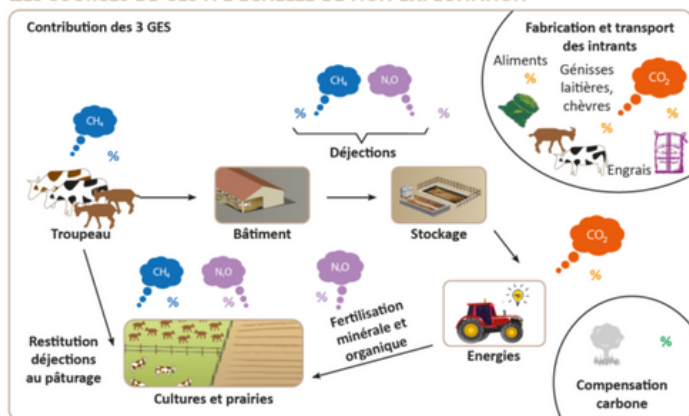 Contribution des 3 GES
Fabrication et transport
des intrants
Aliments
%
Génisses
laitières,
chèvres
%
CO₂
%
Engrais
CH₄
%
Troupeau
%
CH₄
N₂O
%
Déjections
Bâtiment
Stockage
CO₂
%
Energies
CH₄
%
N₂O
%
N₂O
%
Fertilisation
minérale et
organique
Restitution
déjections
au pâturage
Cultures et prairies
%
Compensation
carbone